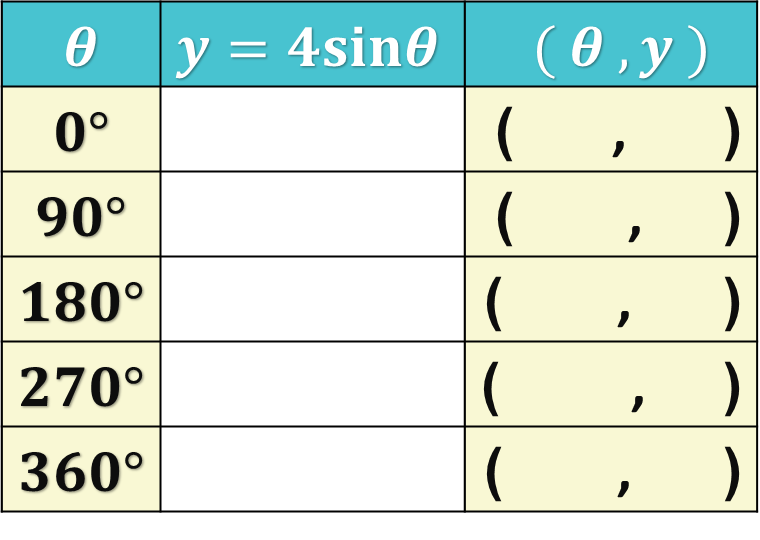 θ y = 4sinθ ( θ , y )
0° ( , )
90° ( , )
180° ( , )
270° ( , )
360° ( , )